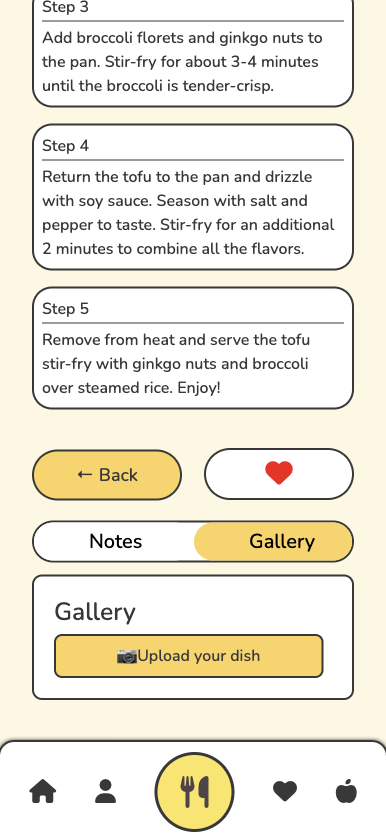 Step 3
Add broccoli florets and ginkgo nuts to
the pan. Stir-fry for about 3-4 minutes
until the broccoli is tender-crisp.
Step 4
Return the tofu to the pan and drizzle
with soy sauce. Season with salt and
pepper to taste. Stir-fry for an additional
2 minutes to combine all the flavors.
Step 5
Remove from heat and serve the tofu
stir-fry with ginkgo nuts and broccoli
over steamed rice. Enjoy!
← Back
Notes Gallery
Gallery
📷Upload your dish